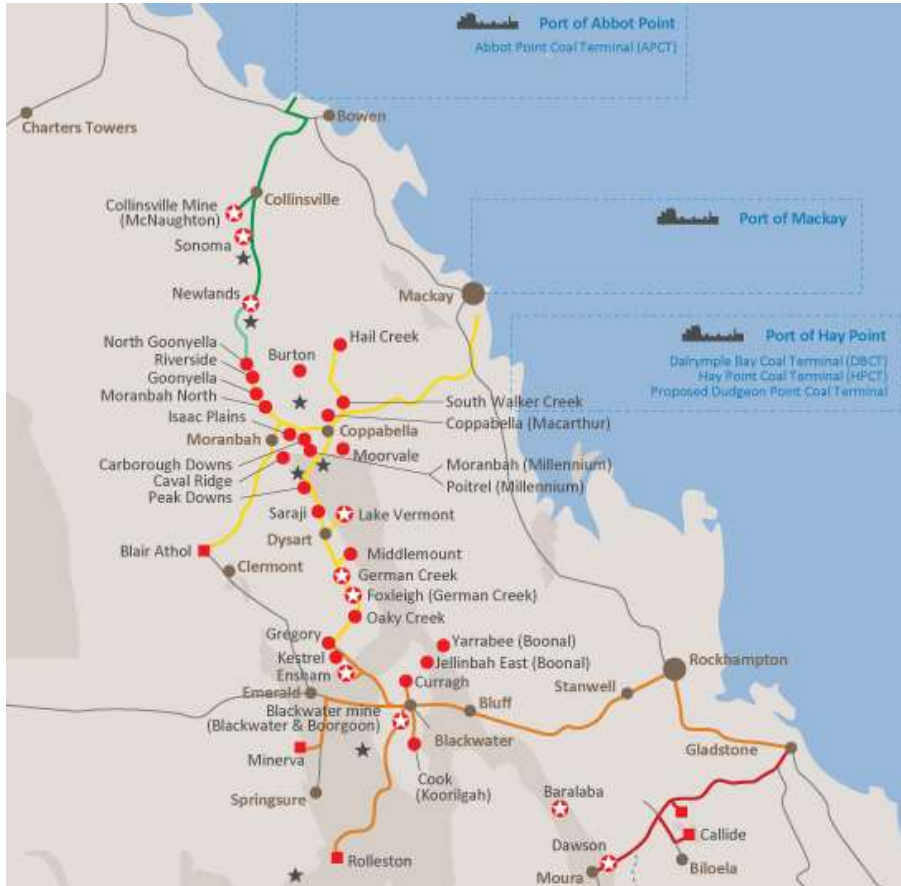 Port of Abbot Point
Abbot Point Coal Terminal (APCT)
Bowen
Charters Towers
Collinsville
Collinsville Mine
(McNaughton)
Sonoma
Port of Mackay
Newlands
Mackay
Port of Hay Point
Dalrymple Bay Coal Terminal (DBCT)
Hay Point Coal Terminal (HPCT)
Proposed Dudgeon Point Coal Terminal
North Goonyella
Hail Creek
Riverside
Burton
Goonyella
Moranbah North
South Walker Creek
Isaac Plains
Coppabella (Macarthur)
Moranbah
Coppabella
Moorvale
Carborough Downs
Moranbah (Millennium)
Caval Ridge
Poitrel (Millennium)
Peak Downs
Saraji
Lake Vermont
Dysart
Blair Athol
Middlemount
Clermont
German Creek
Foxleigh (German Creek)
Oaky Creek
Gregory
Yarrabee (Boonal)
Kestrel
Jellinbah East (Boonal)
Rockhampton
Ensham
Curragh
Emerald
Stanwell
Bluff
Blackwater mine
(Blackwater & Boorgoon)
Blackwater
Gladstone
Minerva
Cook
(Koorilgah)
Springsure
Baralaba
Callide
Dawson
Rolleston
Biloela
Moura